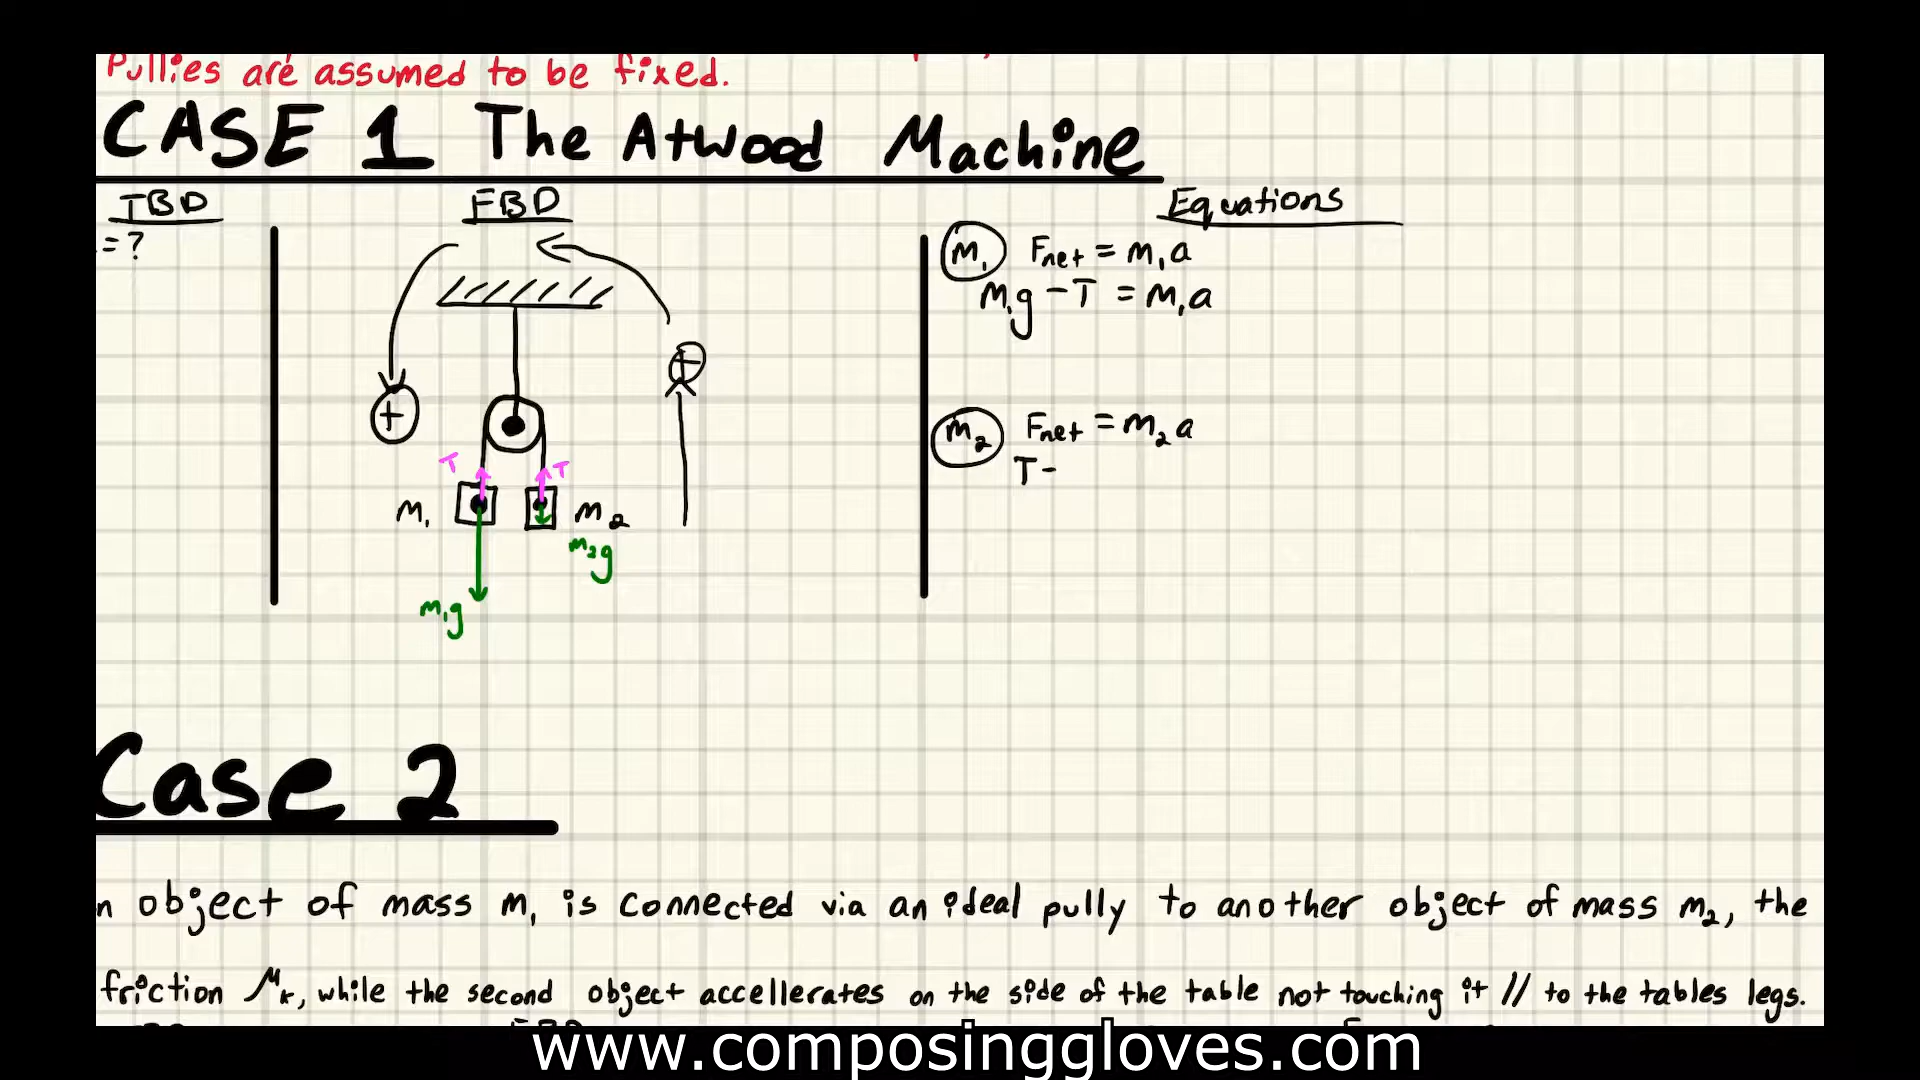 Pullies are assumed to be fixed.
CASE 1 The Atwood Machine
TBD
= ?
FBD
+
+
T
T
m₁
m₂
m₂g
m₁g
Equations
m₁ Fnet = m₁a
m₁g - T = m₁a
m₂ Fnet = m₂a
T -
Case 2
n object of mass m₁ is connected via an ideal pully to another object of mass m₂, the
friction μₖ, while the second object accellerates on the side of the table not touching it // to the tables legs.
www.composinggloves.com